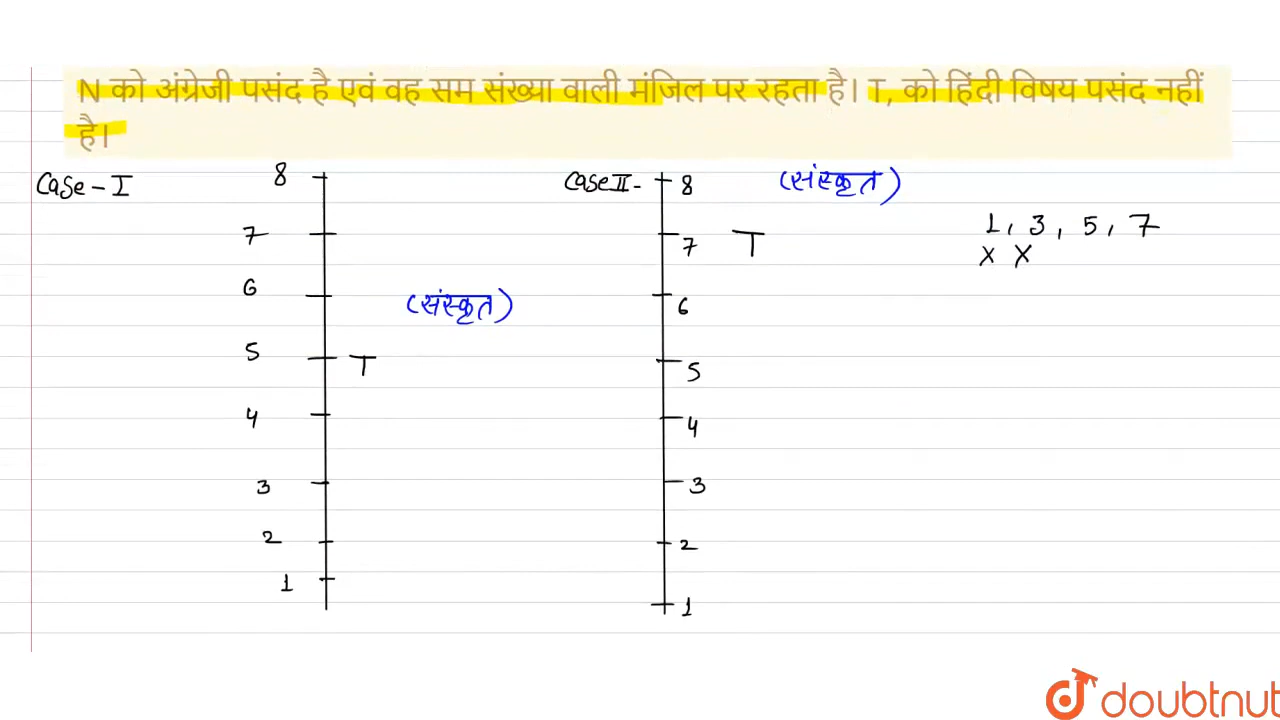 N को अंग्रेजी पसंद है एवं वह सम संख्या वाली मंजिल पर रहता है। T, को हिंदी विषय पसंद नहीं
है।
Case - I
8
7
6
(संस्कृत)
5 T
4
3
2
1
Case II -
8 (संस्कृत)
7 T
6
5
4
3
2
1
1, 3, 5, 7
x x
doubtnut